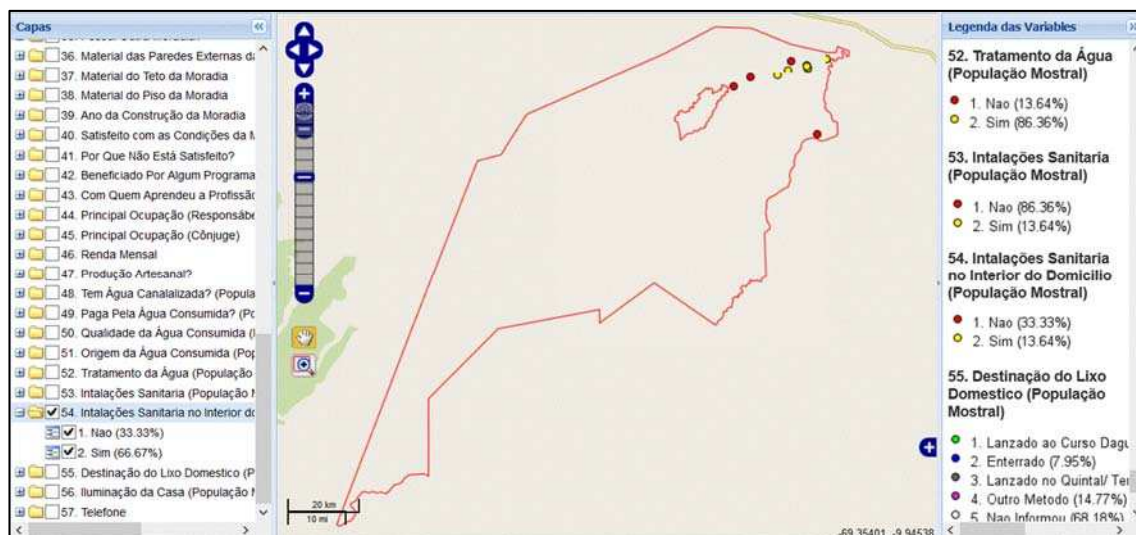 Capas
36. Material das Paredes Externas da
37. Material do Teto da Moradia
38. Material do Piso da Moradia
39. Ano da Construção da Moradia
40. Satisfeito com as Condições da M
41. Por Que Não Está Satisfeito?
42. Beneficiado Por Algum Programa
43. Com Quem Aprendeu a Profissão
44. Principal Ocupação (Responsábe
45. Principal Ocupação (Cônjuge)
46. Renda Mensal
47. Produção Artesanal?
48. Tem Água Canalalizada? (Popula
49. Paga Pela Água Consumida? (Po
50. Qualidade da Água Consumida (
51. Origem da Água Consumida (Pop
52. Tratamento da Água (População
53. Intalações Sanitaria (População M
54. Intalações Sanitaria no Interior do
1. Nao (33.33%)
2. Sim (66.67%)
55. Destinação do Lixo Domestico (P
56. Iluminação da Casa (População M
57. Telefone
20 km
10 mi
-69.35401, -9.94538
Legenda das Variables
52. Tratamento da Água
(População Mostral)
1. Nao (13.64%)
2. Sim (86.36%)
53. Intalações Sanitaria
(População Mostral)
1. Nao (86.36%)
2. Sim (13.64%)
54. Intalações Sanitaria
no Interior do Domicilio
(População Mostral)
1. Nao (33.33%)
2. Sim (13.64%)
55. Destinação do Lixo
Domestico (População
Mostral)
1. Lanzado ao Curso Dagu
2. Enterrado (7.95%)
3. Lanzado no Quintal/ Ter
4. Outro Metodo (14.77%)
5. Nao Informou (68.18%)